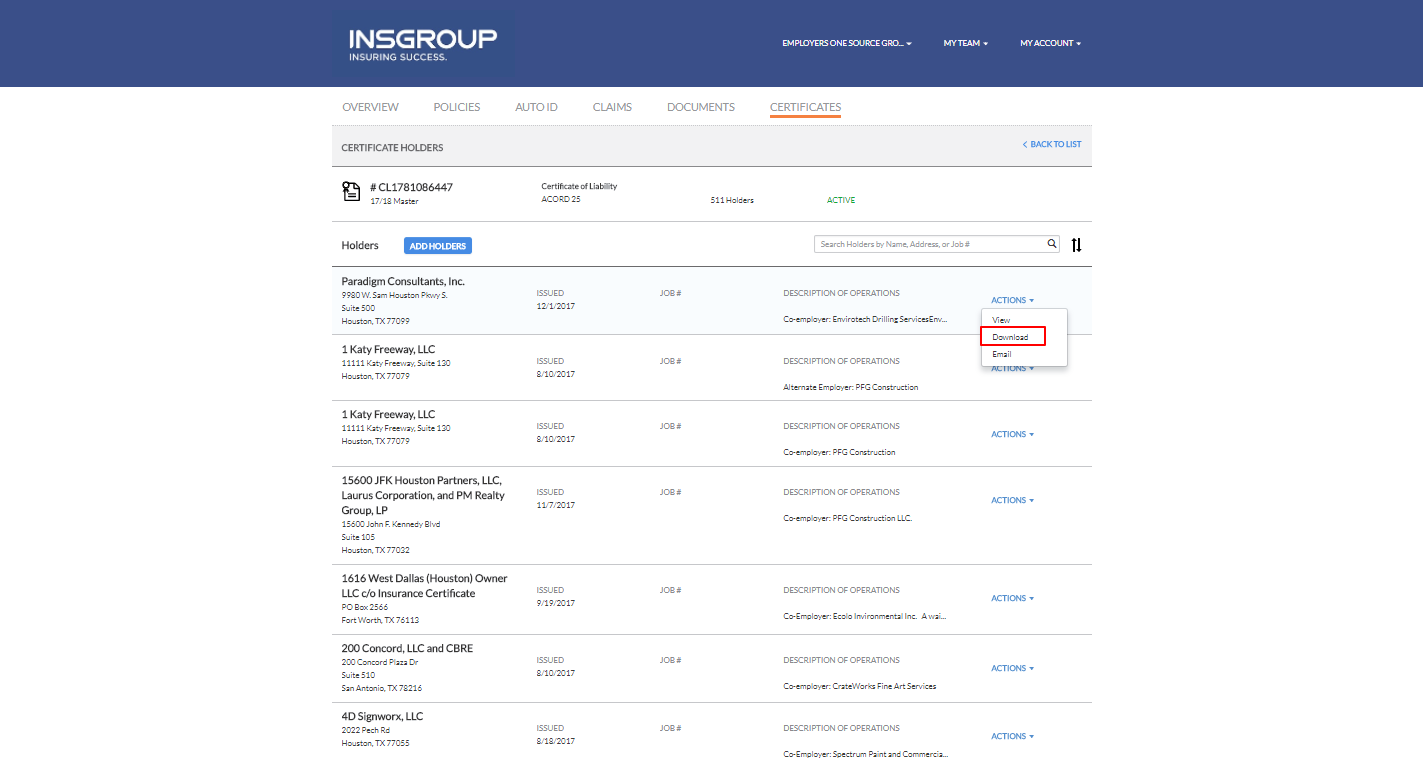 INSGROUP
INSURING SUCCESS.
EMPLOYERS ONE SOURCE GRO... MY TEAM MY ACCOUNT
OVERVIEW POLICIES AUTO ID CLAIMS DOCUMENTS CERTIFICATES
CERTIFICATE HOLDERS < BACK TO LIST
# CL1781086447
17/18 Master
Certificate of Liability
ACORD 25
511 Holders
ACTIVE
Holders ADD HOLDERS Search Holders by Name, Address, or Job #
Paradigm Consultants, Inc.
9980 W. Sam Houston Pkwy S.
Suite 500
Houston, TX 77099
ISSUED
12/1/2017
JOB #
DESCRIPTION OF OPERATIONS
Co-employer: Envirotech Drilling ServicesEnv...
ACTIONS
View
Download
Email
1 Katy Freeway, LLC
11111 Katy Freeway, Suite 130
Houston, TX 77079
ISSUED
8/10/2017
JOB #
DESCRIPTION OF OPERATIONS
Alternate Employer: PFG Construction
ACTIONS
1 Katy Freeway, LLC
11111 Katy Freeway, Suite 130
Houston, TX 77079
ISSUED
8/10/2017
JOB #
DESCRIPTION OF OPERATIONS
Co-employer: PFG Construction
ACTIONS
15600 JFK Houston Partners, LLC,
Laurus Corporation, and PM Realty
Group, LP
15600 John F. Kennedy Blvd
Suite 105
Houston, TX 77032
ISSUED
11/7/2017
JOB #
DESCRIPTION OF OPERATIONS
Co-employer: PFG Construction LLC.
ACTIONS
1616 West Dallas (Houston) Owner
LLC c/o Insurance Certificate
PO Box 2566
Fort Worth, TX 76113
ISSUED
9/19/2017
JOB #
DESCRIPTION OF OPERATIONS
Co-Employer: Ecolo Invironmental Inc. A wai...
ACTIONS
200 Concord, LLC and CBRE
200 Concord Plaza Dr
Suite 510
San Antonio, TX 78216
ISSUED
8/10/2017
JOB #
DESCRIPTION OF OPERATIONS
Co-employer: CrateWorks Fine Art Services
ACTIONS
4D Signworx, LLC
2022 Pech Rd
Houston, TX 77055
ISSUED
8/18/2017
JOB #
DESCRIPTION OF OPERATIONS
Co-Employer: Spectrum Paint and Commercia...
ACTIONS